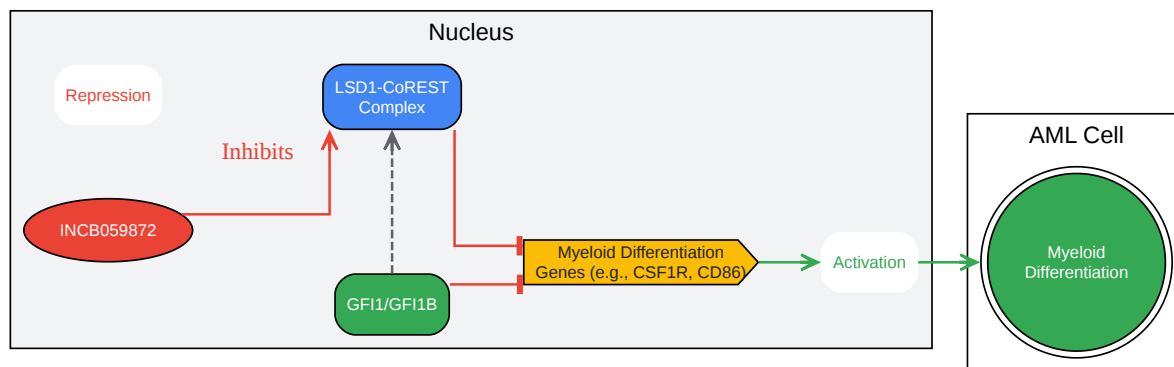 Nucleus
LSD1-CoREST
Complex
Repression
Inhibits
INCB059872
GFI1/GFI1B
Myeloid Differentiation
Genes (e.g., CSF1R, CD86)
Activation
AML Cell
Myeloid
Differentiation